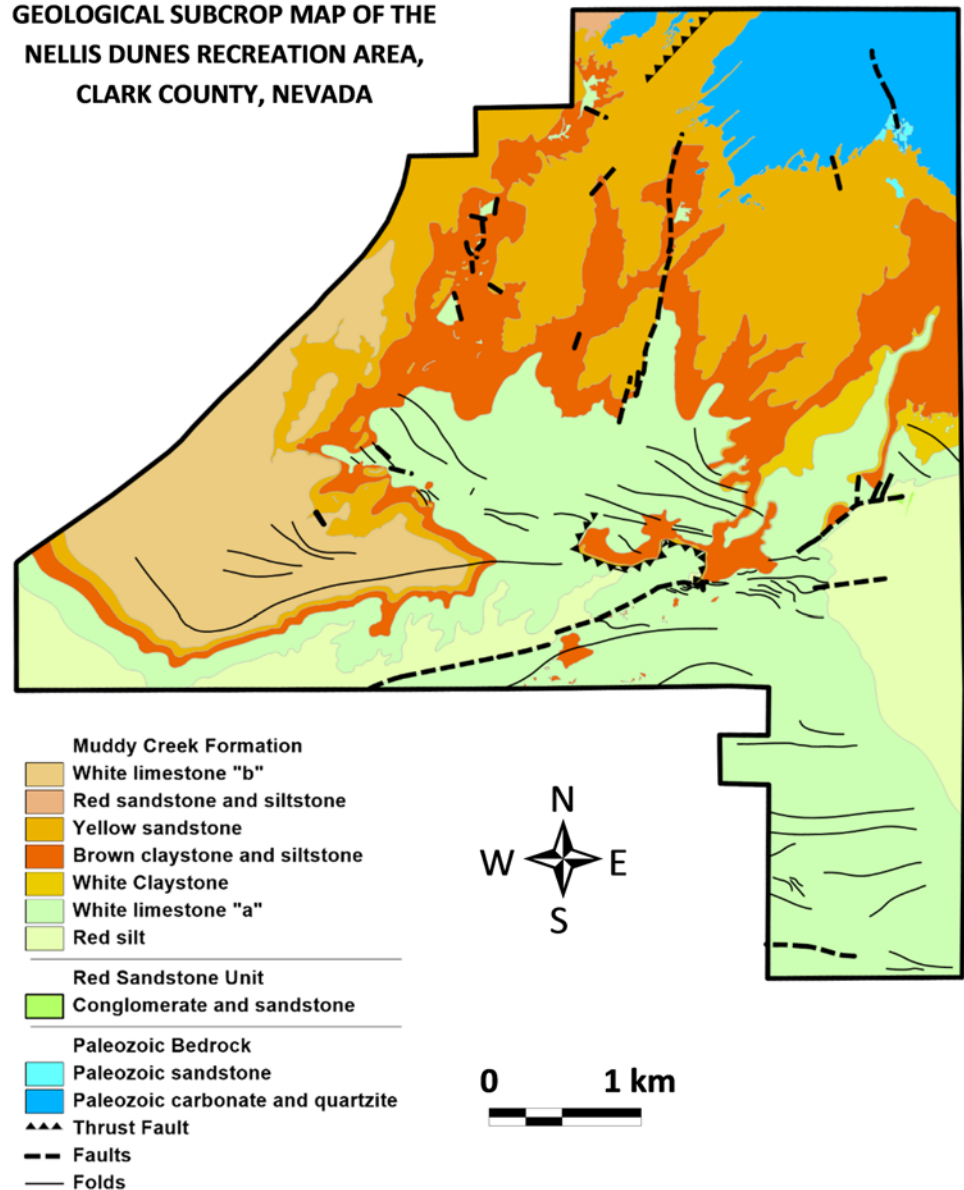 GEOLOGICAL SUBCROP MAP OF THE
NELLIS DUNES RECREATION AREA,
CLARK COUNTY, NEVADA
Muddy Creek Formation
White limestone "b"
Red sandstone and siltstone
Yellow sandstone
Brown claystone and siltstone
White Claystone
White limestone "a"
Red silt
Red Sandstone Unit
Conglomerate and sandstone
Paleozoic Bedrock
Paleozoic sandstone
Paleozoic carbonate and quartzite
Thrust Fault
Faults
Folds
N
W E
S
0 1 km